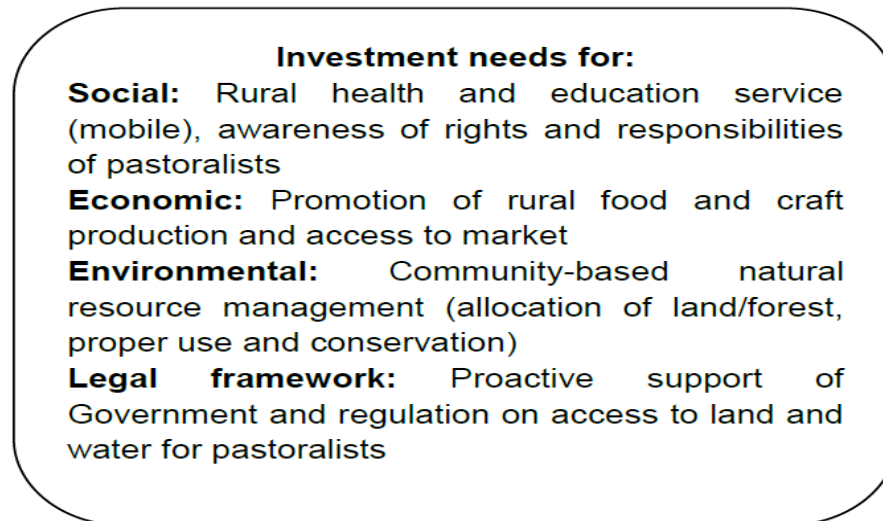 Investment needs for:
Social: Rural health and education service
(mobile), awareness of rights and responsibilities
of pastoralists
Economic: Promotion of rural food and craft
production and access to market
Environmental: Community-based natural
resource management (allocation of land/forest,
proper use and conservation)
Legal framework: Proactive support of
Government and regulation on access to land and
water for pastoralists